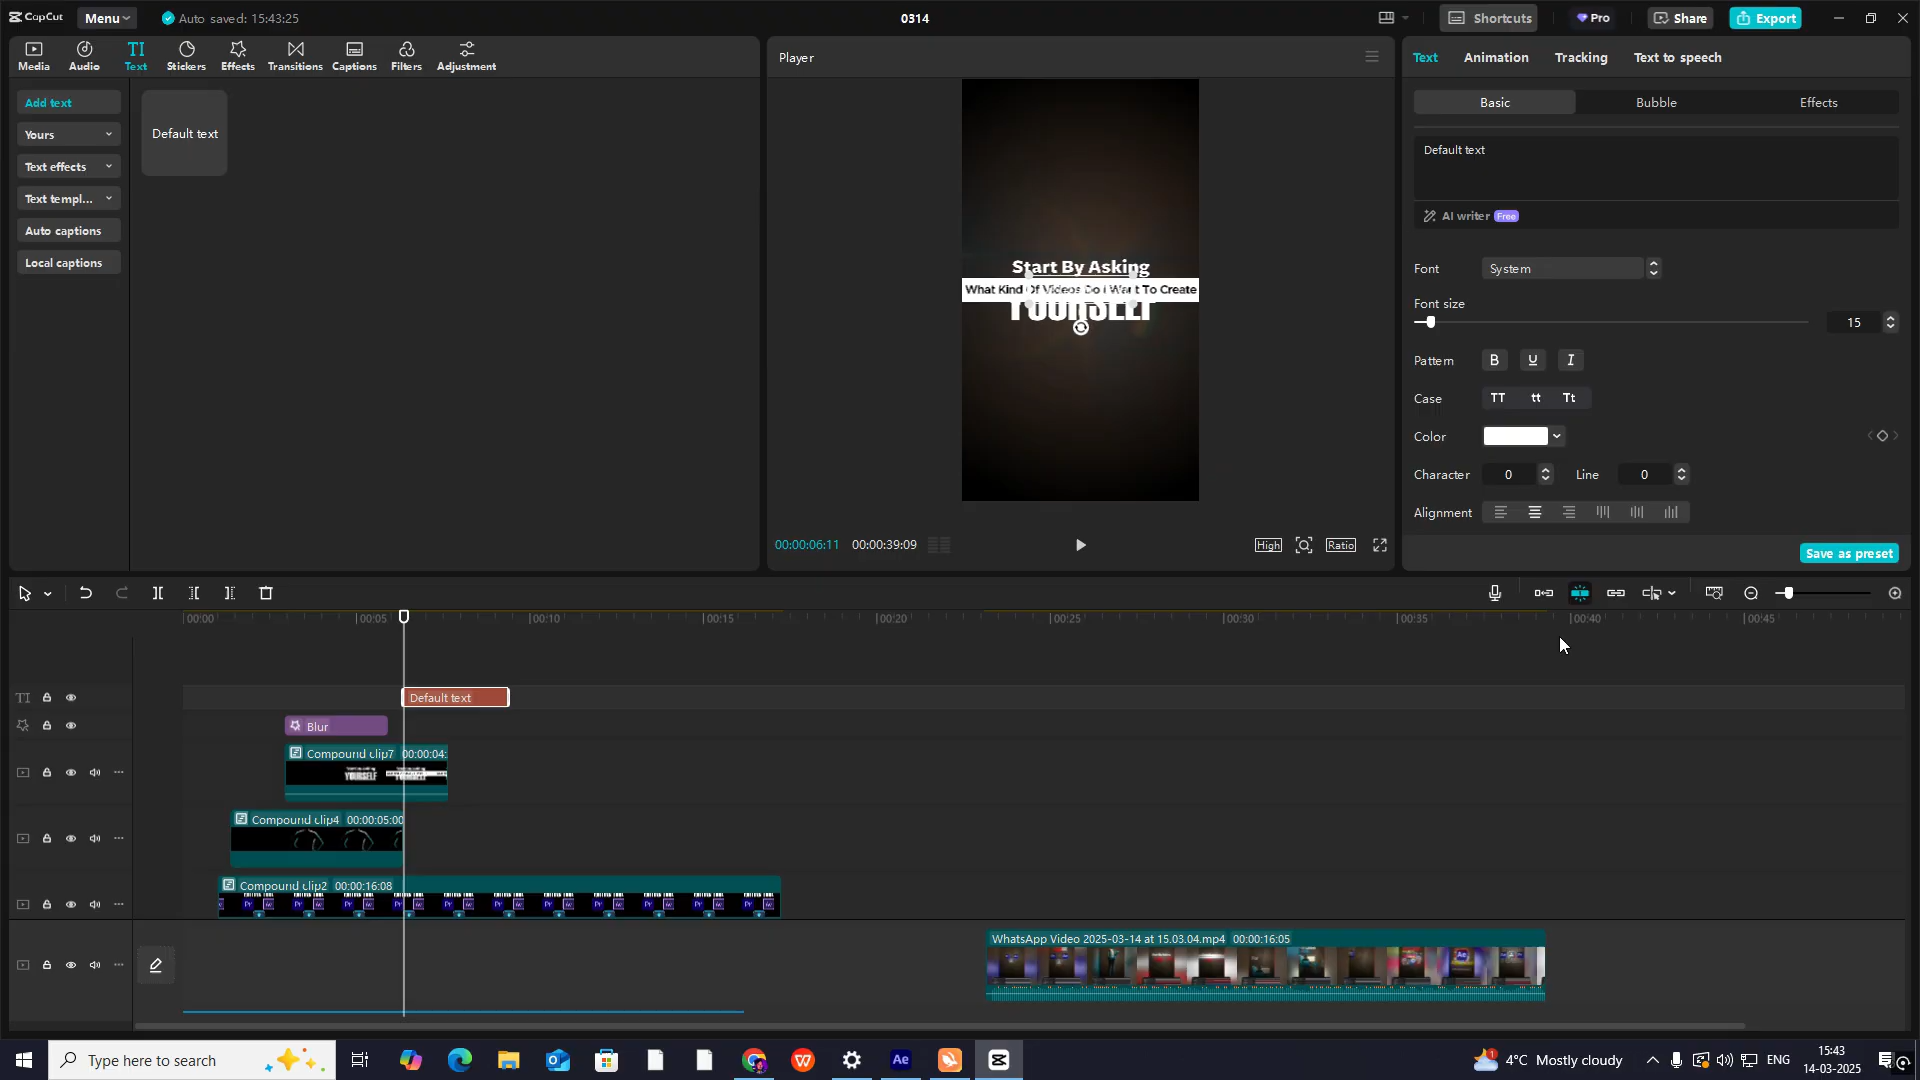 CapCut
Menu
Auto saved: 15:43:25
0314
Shortcuts
Pro
Share
Export
Media
Audio
TI
Text
Stickers
Effects
Transitions
Captions
Filters
Adjustment
Add text
Yours
Text effects
Text templ...
Auto captions
Local captions
Default text
Player
Start By Asking
What Kind Of Videos Do I Want To Create
YOURSELF
00:00:06:11
00:00:39:09
High
Ratio
Text
Animation
Tracking
Text to speech
Basic
Bubble
Effects
Default text
AI writer Free
Font
System
Font size
15
Pattern
B U I
Case
TT tt Tt
Color
Character
0
Line
0
Alignment
Save as preset
00:00
00:05
00:10
00:15
00:20
00:25
00:30
00:35
00:40
00:45
TI
Default text
Blur
Compound clip7 00:00:04:
YOURSELF
Compound clip4 00:00:05:00
Compound clip2 00:00:16:08
Pr
WhatsApp Video 2025-03-14 at 15.03.04.mp4 00:00:16:05
Type here to search
Ae
1
4°C Mostly cloudy
ENG
15:43
14-03-2025